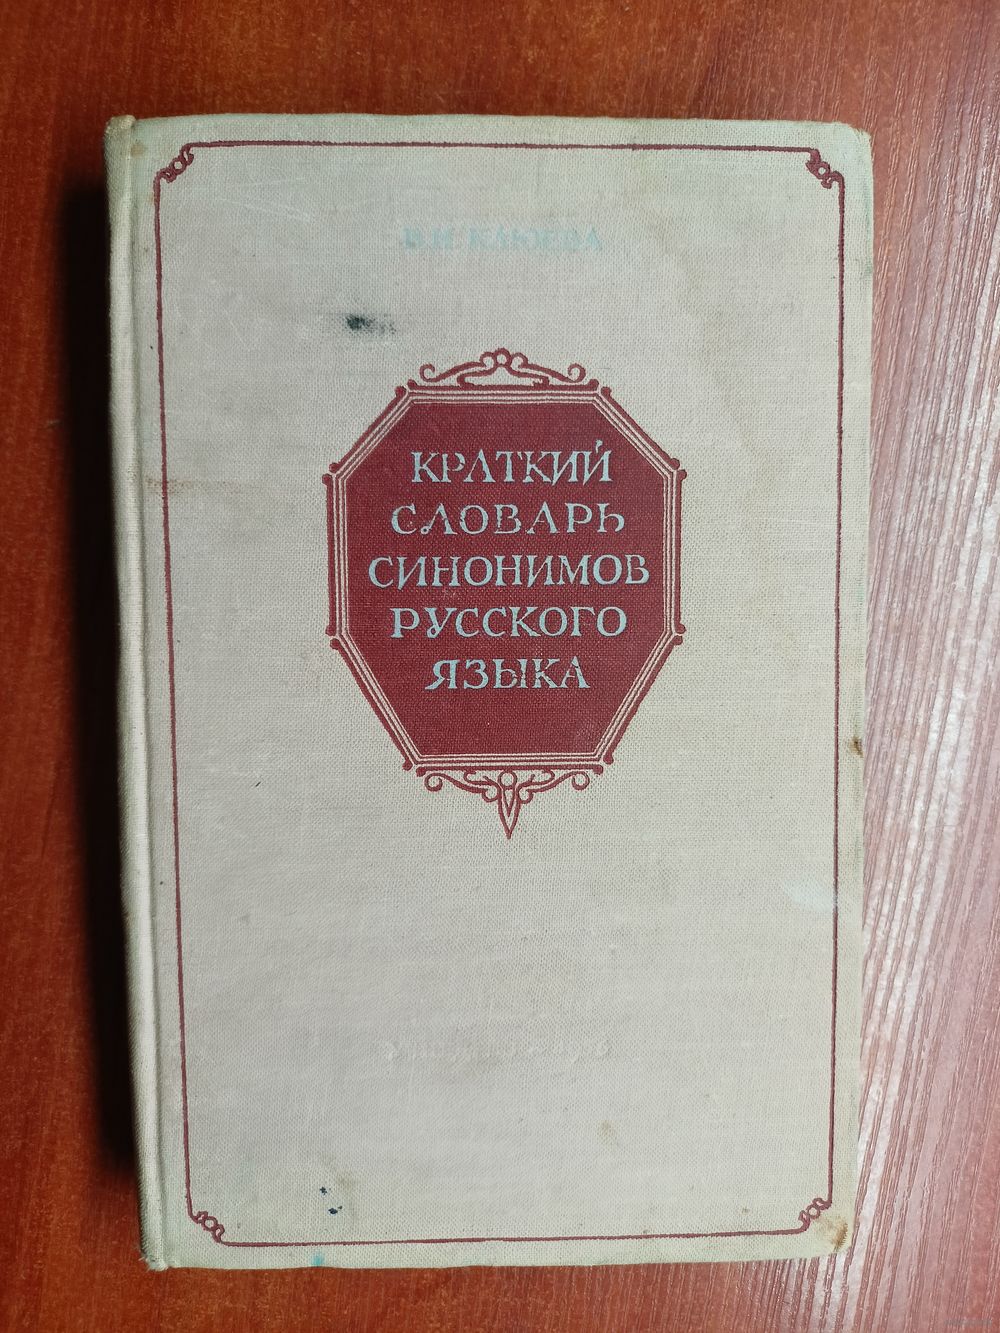 В.Н. КЛЮЕВА
КРАТКИЙ
СЛОВАРЬ
СИНОНИМОВ
РУССКОГО
ЯЗЫКА